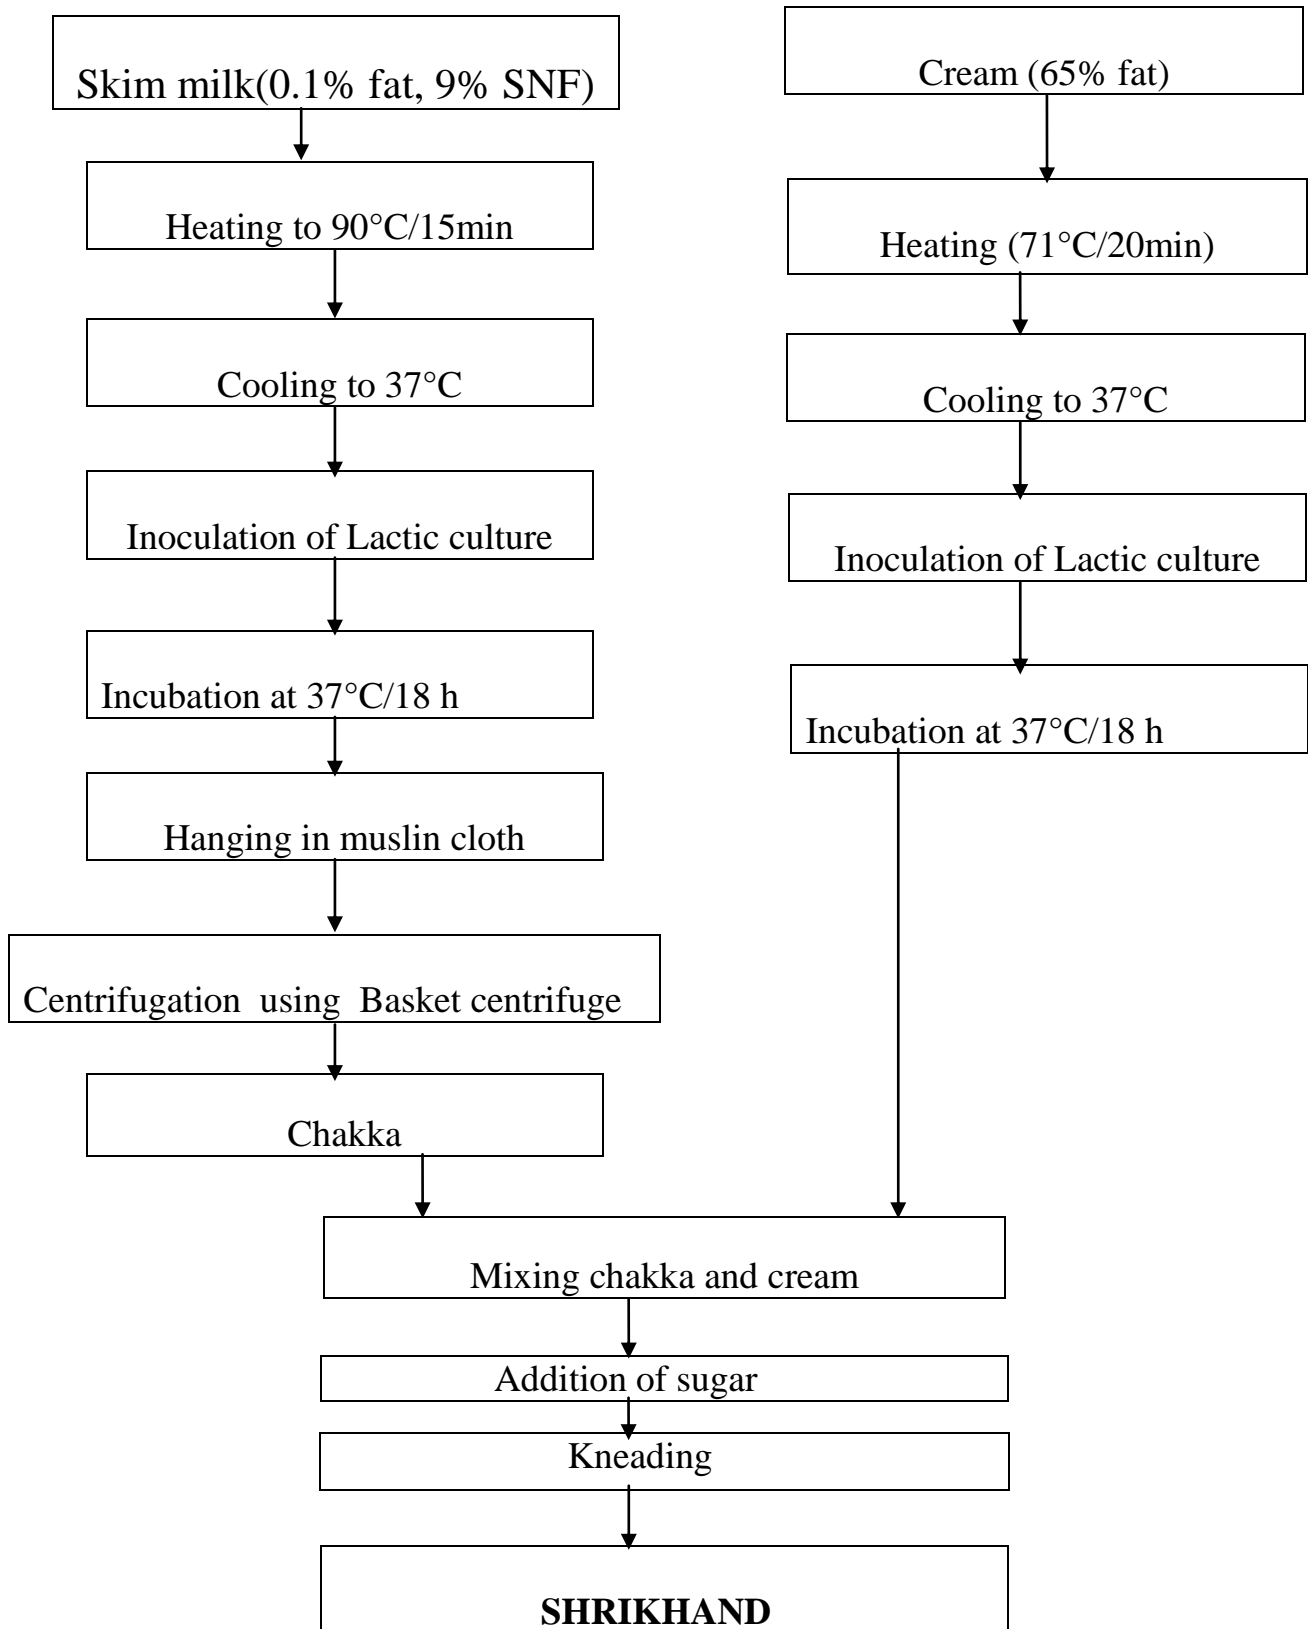 Skim milk(0.1% fat, 9% SNF)
Heating to 90°C/15min
Cooling to 37°C
Inoculation of Lactic culture
Incubation at 37°C/18 h
Hanging in muslin cloth
Centrifugation using Basket centrifuge
Chakka
Cream (65% fat)
Heating (71°C/20min)
Cooling to 37°C
Inoculation of Lactic culture
Incubation at 37°C/18 h
Mixing chakka and cream
Addition of sugar
Kneading
SHRIKHAND